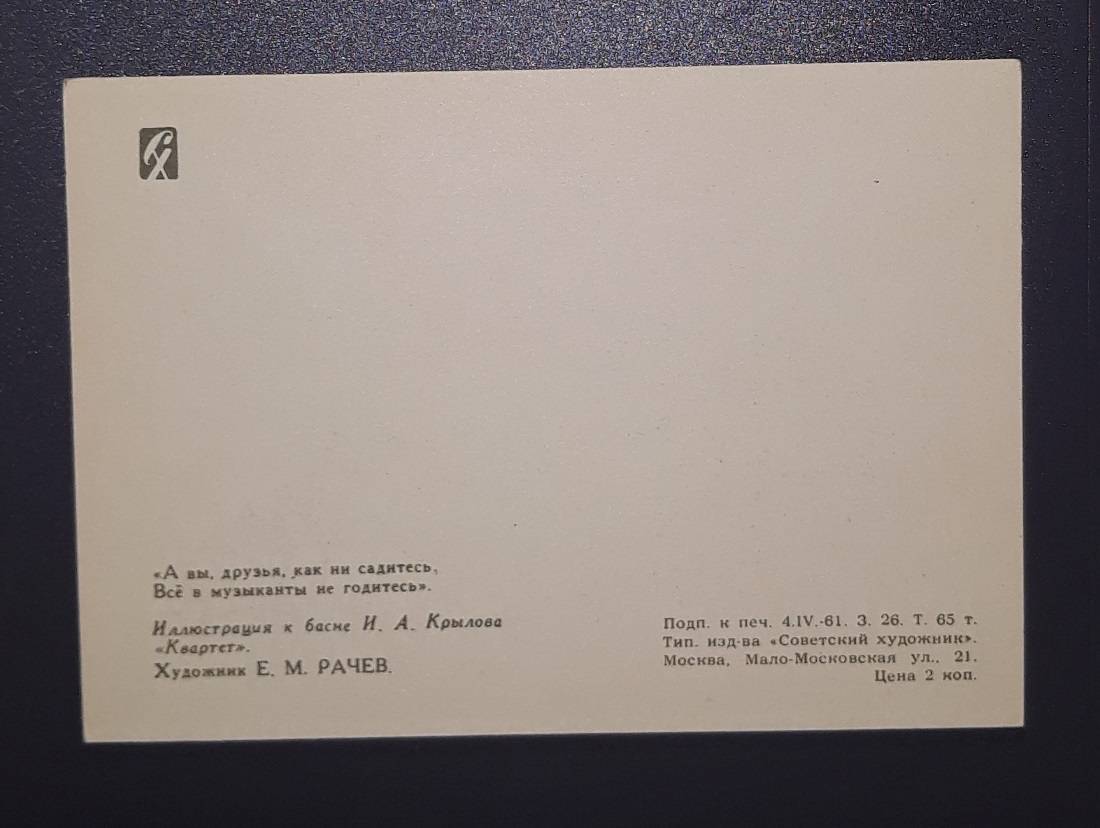 СХ
«А вы, друзья, как ни садитесь,
Всё в музыканты не годитесь».
Иллюстрация к басне И. А. Крылова
«Квартет».
Художник Е. М. РАЧЕВ.
Подп. к печ. 4.IV.-61. З. 26. Т. 65 т.
Тип. изд-ва «Советский художник».
Москва, Мало-Московская ул., 21.
Цена 2 коп.